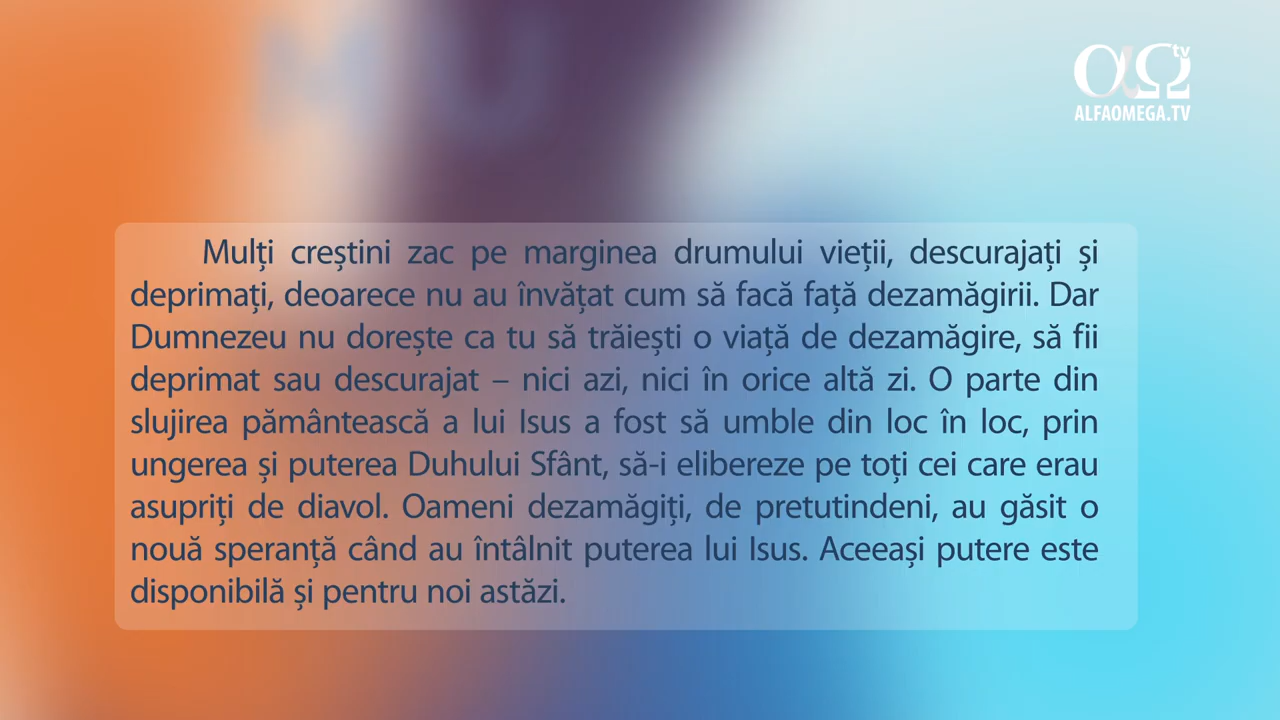 αΩ tv
ALFAOMEGA.TV
Mulți creștini zac pe marginea drumului vieții, descurajați și
deprimați, deoarece nu au învățat cum să facă față dezamăgirii. Dar
Dumnezeu nu dorește ca tu să trăiești o viață de dezamăgire, să fii
deprimat sau descurajat – nici azi, nici în orice altă zi. O parte din
slujirea pământească a lui Isus a fost să umble din loc în loc, prin
ungerea și puterea Duhului Sfânt, să-i elibereze pe toți cei care erau
asupriți de diavol. Oameni dezamăgiți, de pretutindeni, au găsit o
nouă speranță când au întâlnit puterea lui Isus. Aceeași putere este
disponibilă și pentru noi astăzi.